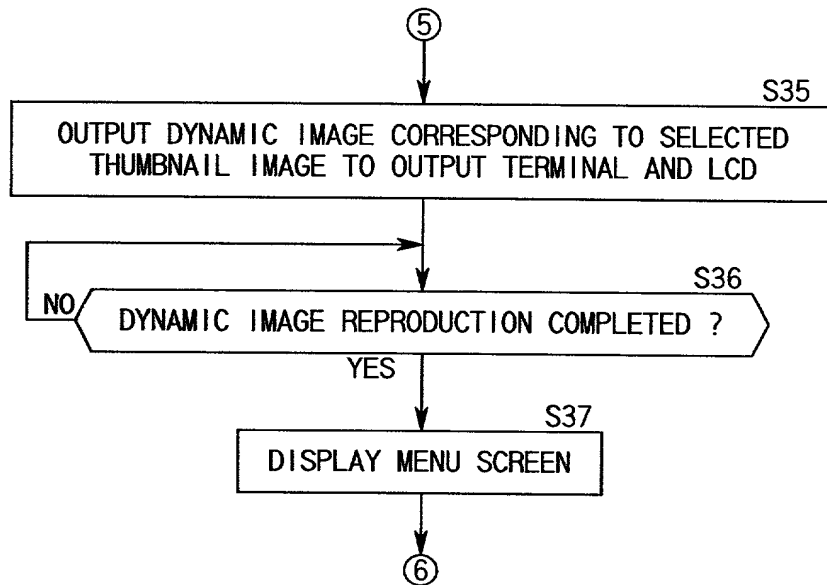 5
S35
OUTPUT DYNAMIC IMAGE CORRESPONDING TO SELECTED
THUMBNAIL IMAGE TO OUTPUT TERMINAL AND LCD
S36
NO
DYNAMIC IMAGE REPRODUCTION COMPLETED ?
YES
S37
DISPLAY MENU SCREEN
6